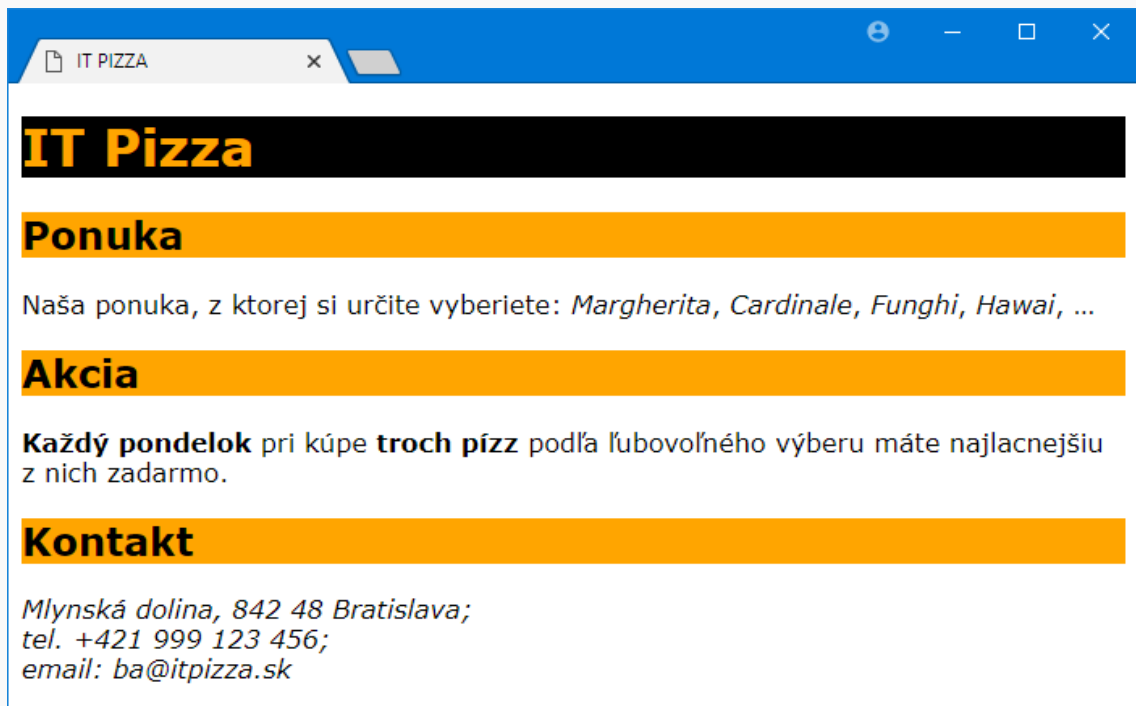 IT PIZZA
IT Pizza
Ponuka
Naša ponuka, z ktorej si určite vyberiete: Margherita, Cardinale, Funghi, Hawai, ...
Akcia
Každý pondelok pri kúpe troch pízz podľa ľubovoľného výberu máte najlacnejšiu
z nich zadarmo.
Kontakt
Mlynská dolina, 842 48 Bratislava;
tel. +421 999 123 456;
email: ba@itpizza.sk